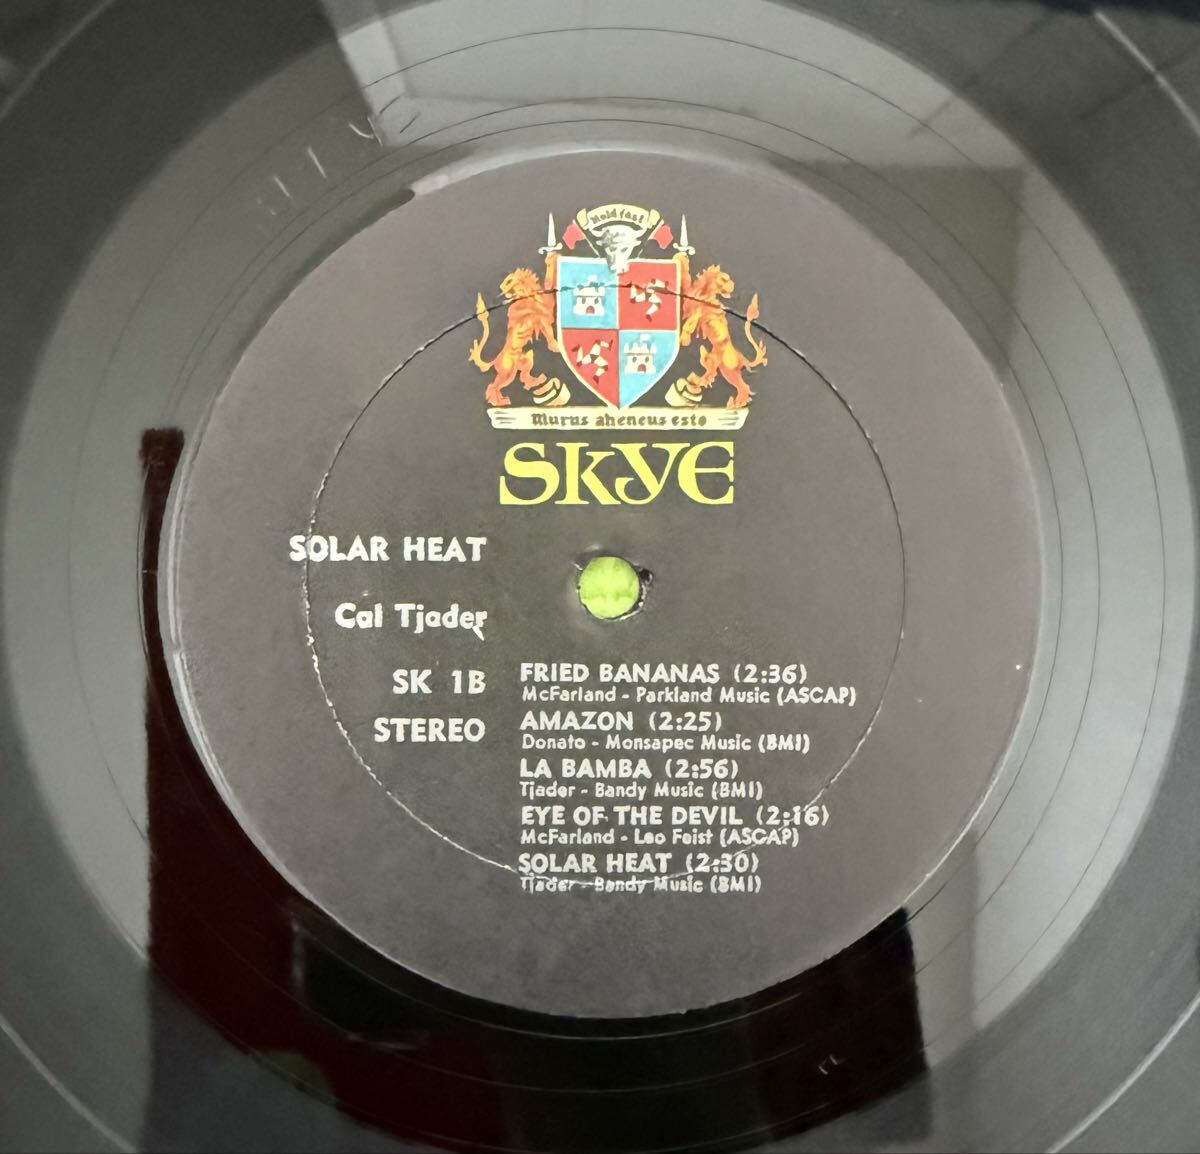 Hold fast
Murus aheneus esto
SKYE
SOLAR HEAT
Cal Tjader
SK 1B
STEREO
FRIED BANANAS (2:36)
McFarland - Parkland Music (ASCAP)
AMAZON (2:25)
Donato - Monsapec Music (BMI)
LA BAMBA (2:56)
Tjader - Bandy Music (BMI)
EYE OF THE DEVIL (2:16)
McFarland - Leo Feist (ASCAP)
SOLAR HEAT (2:30)
Tjader - Bandy Music (BMI)